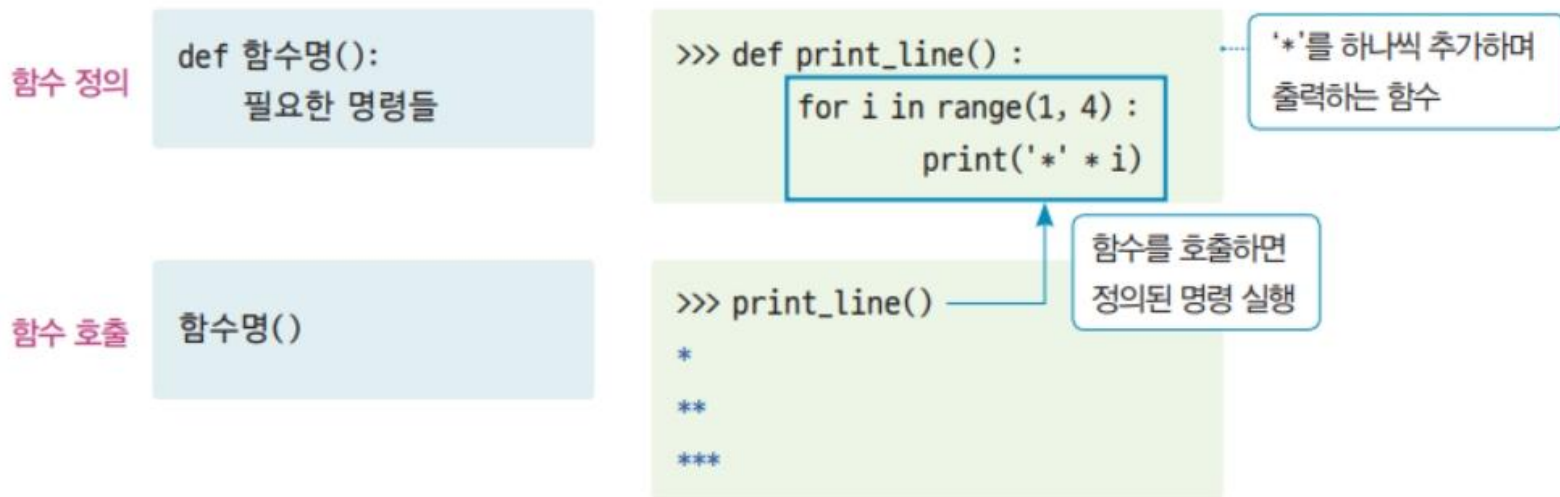 함수 정의
def 함수명():
필요한 명령들
>>> def print_line() :
for i in range(1, 4) :
print('*' * i)
'*'를 하나씩 추가하며
출력하는 함수
함수를 호출하면
정의된 명령 실행
함수 호출
함수명()
>>> print_line()
*
**
***